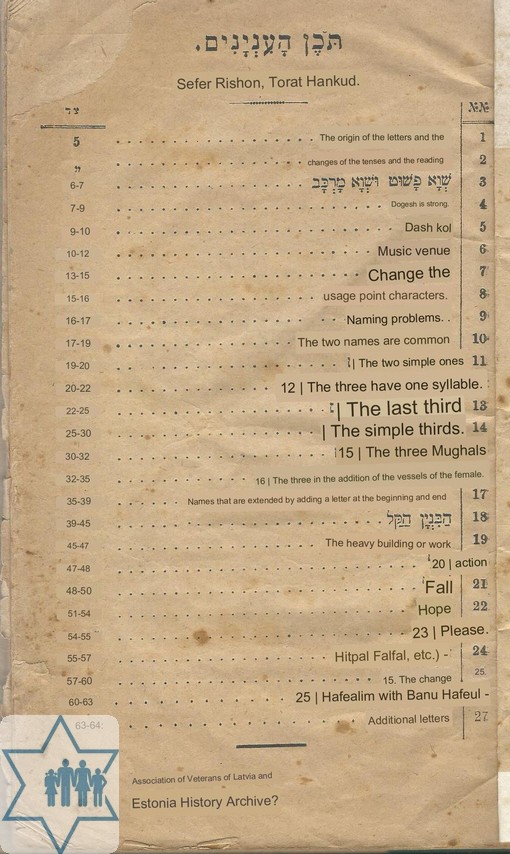 תֹּכֶן הָעִנְיָנִים.
Sefer Rishon, Torat Hankud.
צד №№
5 The origin of the letters and the 1
" changes of the tenses and the reading 2
6-7 שְׁוָא פָּשׁוּט וּשְׁוָא מָרְכָּב 3
7-9 Dogesh is strong. 4
9-10 Dash kol 5
10-12 Music venue 6
13-15 Change the 7
15-16 usage point characters. 8
16-17 Naming problems. . 9
17-19 The two names are common 10
19-20 | The two simple ones 11
20-22 12 | The three have one syllable.
22-25 | The last third 13
25-30 | The simple thirds. 14
30-32 15 | The three Mughals
32-35 16 | The three in the addition of the vessels of the female.
35-39 Names that are extended by adding a letter at the beginning and end 17
39-45 הַבִּנְיָן הַקַּל 18
45-47 The heavy building or work 19
47-48 20 | action
48-50 Fall 21
51-54 Hope 22
54-55 23 | Please.
55-57 Hitpal Falfal, etc.) - 24
57-60 15. The change 25.
60-63 25 | Hafealim with Banu Hafeul -
63-64: Additional letters 27
Association of Veterans of Latvia and
Estonia History Archive?